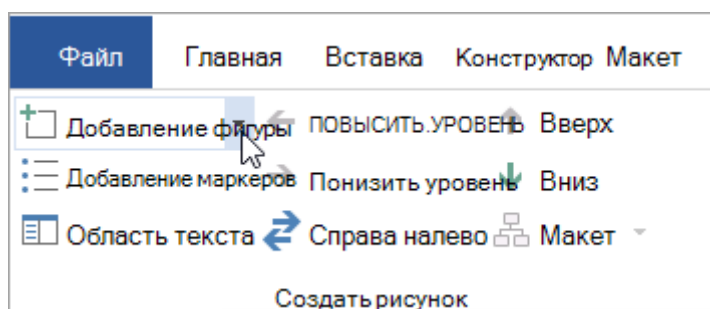 Файл Главная Вставка Конструктор Макет
Добавление фигуры ПОВЫСИТЬ.УРОВЕНЬ Вверх
Добавление маркеров Понизить уровень Вниз
Область текста Справа налево Макет
Создать рисунок